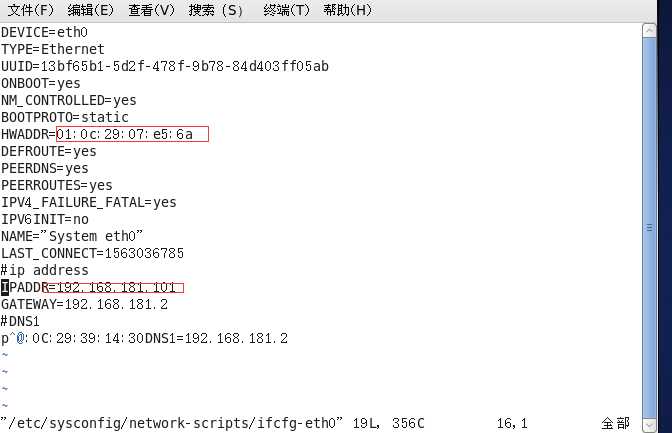 文件(F) 编辑(E) 查看(V) 搜索 (S) 终端(T) 帮助(H)
DEVICE=eth0
TYPE=Ethernet
UUID=13bf65b1-5d2f-478f-9b78-84d403ff05ab
ONBOOT=yes
NM_CONTROLLED=yes
BOOTPROTO=static
HWADDR=01:0c:29:07:e5:6a
DEFROUTE=yes
PEERDNS=yes
PEERROUTES=yes
IPV4_FAILURE_FATAL=yes
IPV6INIT=no
NAME="System eth0"
LAST_CONNECT=1563036785
#ip address
IPADDR=192.168.181.101
GATEWAY=192.168.181.2
#DNS1
p^@:0C:29:39:14:30DNS1=192.168.181.2
~
~
~
~
"/etc/sysconfig/network-scripts/ifcfg-eth0" 19L, 356C 16,1 全部